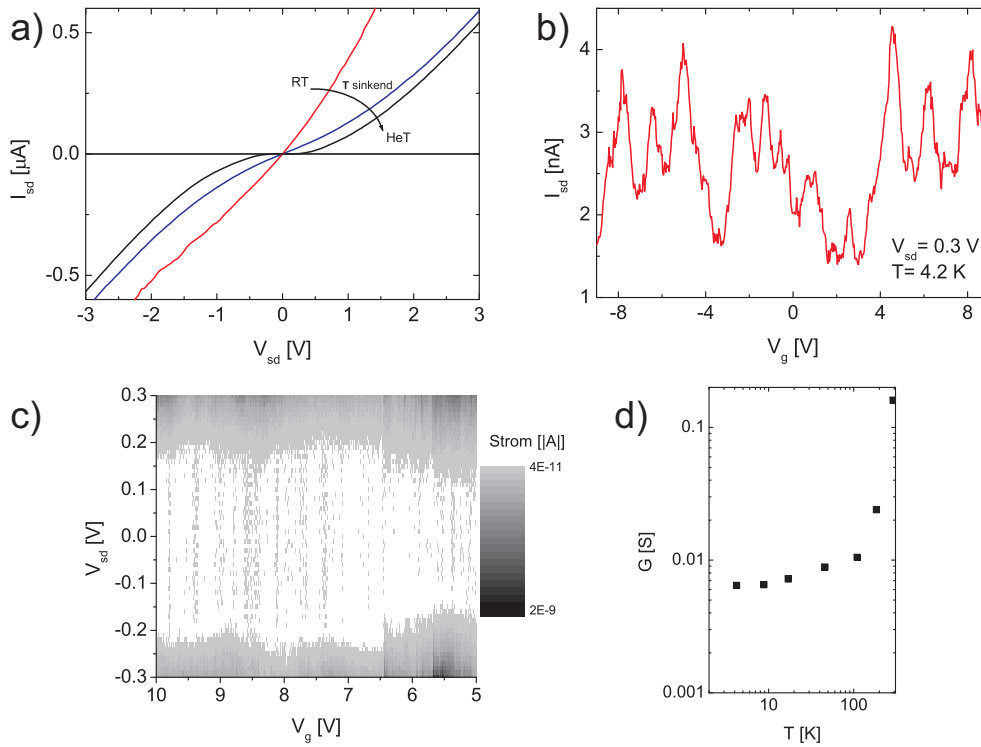 a)
0.5
0.0
-0.5
I_sd [µA]
RT
T sinkend
HeT
-3 -2 -1 0 1 2 3
V_sd [V]
b)
4
3
2
1
I_sd [nA]
V_sd= 0.3 V
T= 4.2 K
-8 -4 0 4 8
V_g [V]
c)
0.3
0.2
0.1
0.0
-0.1
-0.2
-0.3
V_sd [V]
10 9 8 7 6 5
V_g [V]
Strom [|A|]
4E-11
2E-9
d)
0.1
0.01
0.001
G [S]
10 100
T [K]